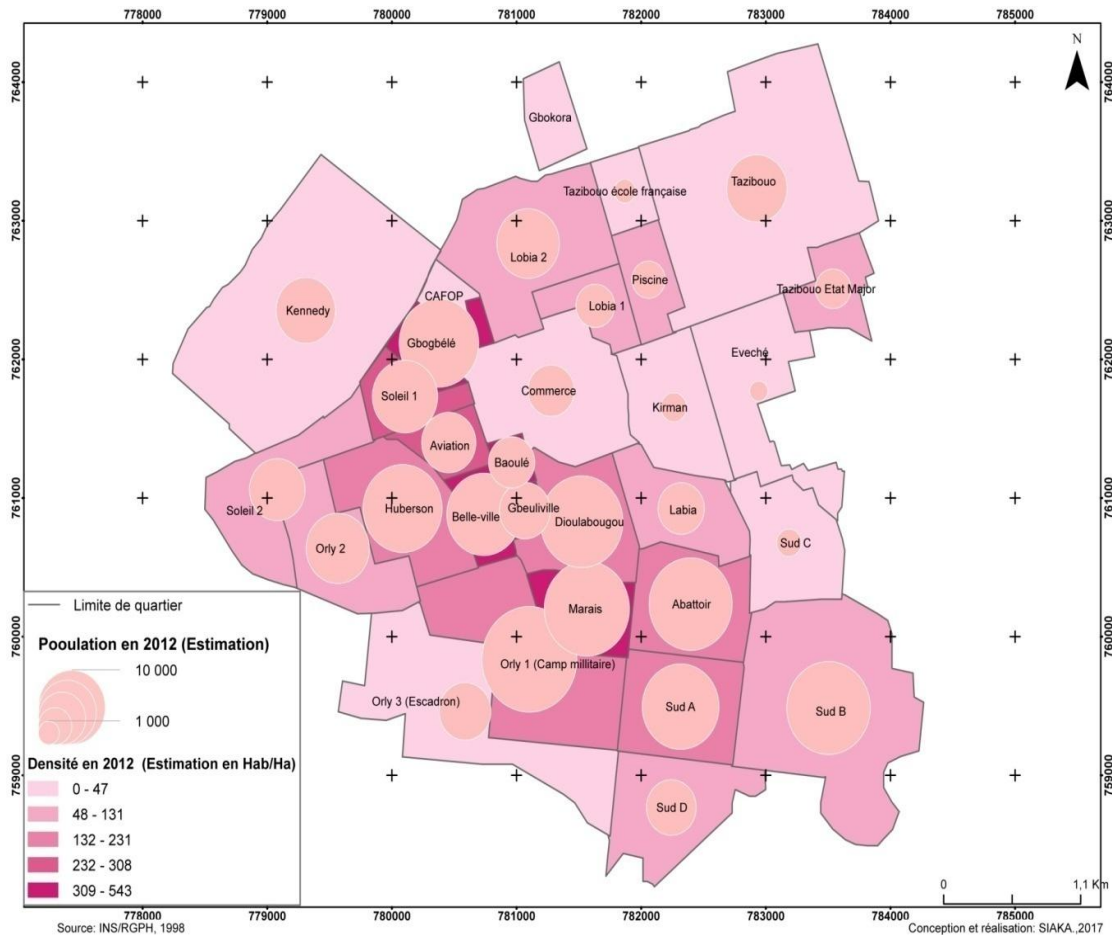 778000 779000 780000 781000 782000 783000 784000 785000
N
764000 764000
Gbokora
Tazibouo école française
Tazibouo
763000 763000
Lobia 2
Piscine
Tazibouo Etat Major
CAFOP
Lobia 1
Kennedy
Gbogbélé
762000 762000
Eveché
Soleil 1
Commerce
Kirman
Aviation
Baoulé
761000 761000
Soleil 2
Huberson
Belle-ville
Gbeuliville
Dioulabougou
Labia
Orly 2
Sud C
Marais
Abattoir
760000 760000
Orly 1 (Camp millitaire)
Orly 3 (Escadron)
Sud A
Sud B
759000 759000
Sud D
Limite de quartier
Pooulation en 2012 (Estimation)
10 000
1 000
Densité en 2012 (Estimation en Hab/Ha)
0 - 47
48 - 131
132 - 231
232 - 308
309 - 543
0 1,1 Km
778000 779000 780000 781000 782000 783000 784000 785000
Source: INS/RGPH, 1998
Conception et réalisation: SIAKA.,2017